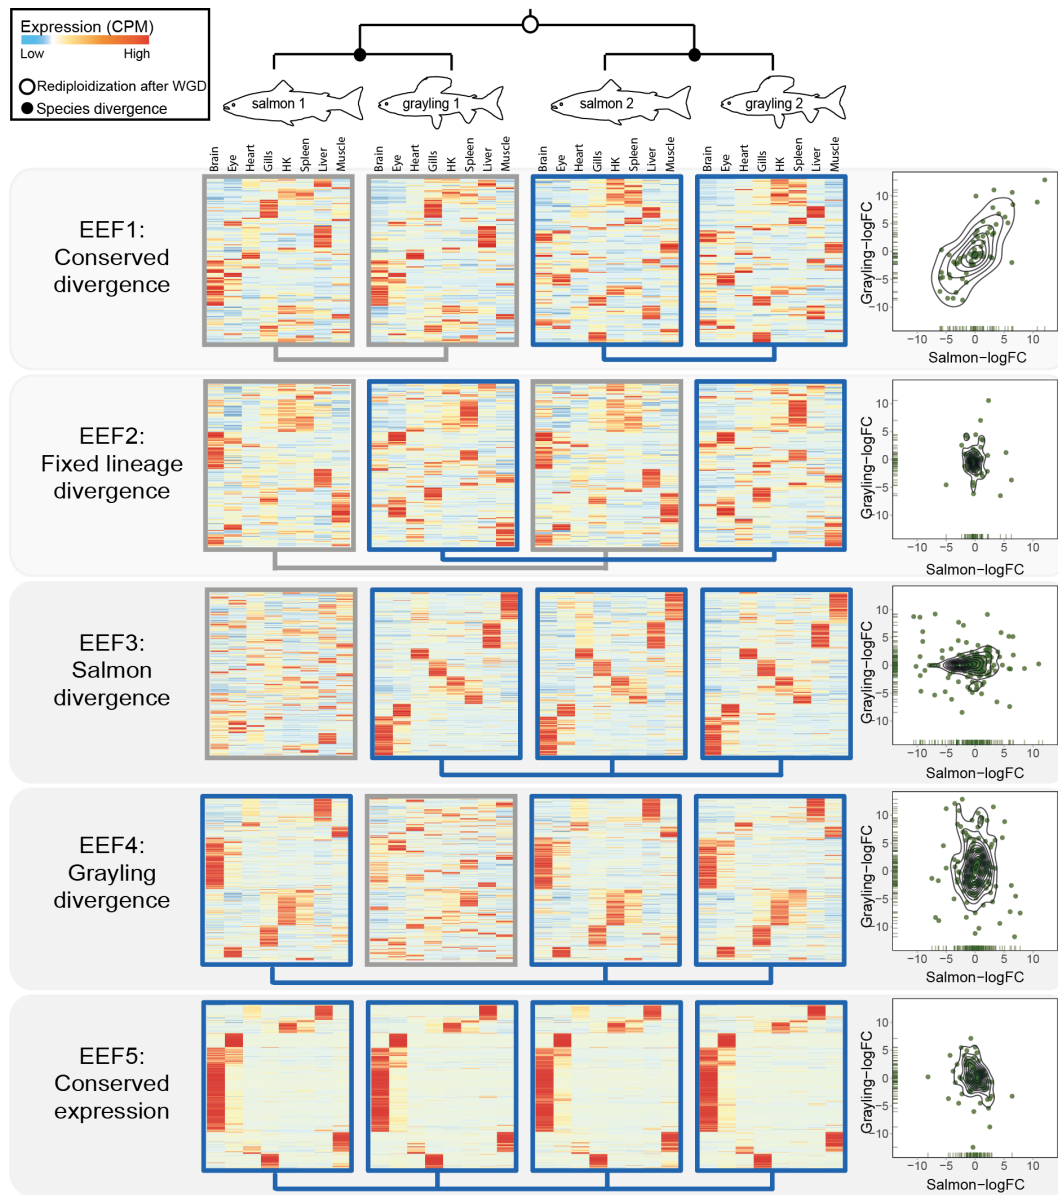 Expression (CPM)
Low High
Rediploidization after WGD
Species divergence
salmon 1 grayling 1 salmon 2 grayling 2
Brain Eye Heart Gills HK Spleen Liver Muscle Brain Eye Heart Gills HK Spleen Liver Muscle Brain Eye Heart Gills HK Spleen Liver Muscle Brain Eye Heart Gills HK Spleen Liver Muscle
EEF1:
Conserved
divergence
Grayling−logFC
10
5
0
−5
−10
−10 −5 0 5 10
Salmon−logFC
EEF2:
Fixed lineage
divergence
Grayling−logFC
10
5
0
−5
−10
−10 −5 0 5 10
Salmon−logFC
EEF3:
Salmon
divergence
Grayling−logFC
10
5
0
−5
−10
−10 −5 0 5 10
Salmon−logFC
EEF4:
Grayling
divergence
Grayling−logFC
10
5
0
−5
−10
−10 −5 0 5 10
Salmon−logFC
EEF5:
Conserved
expression
Grayling−logFC
10
5
0
−5
−10
−10 −5 0 5 10
Salmon−logFC